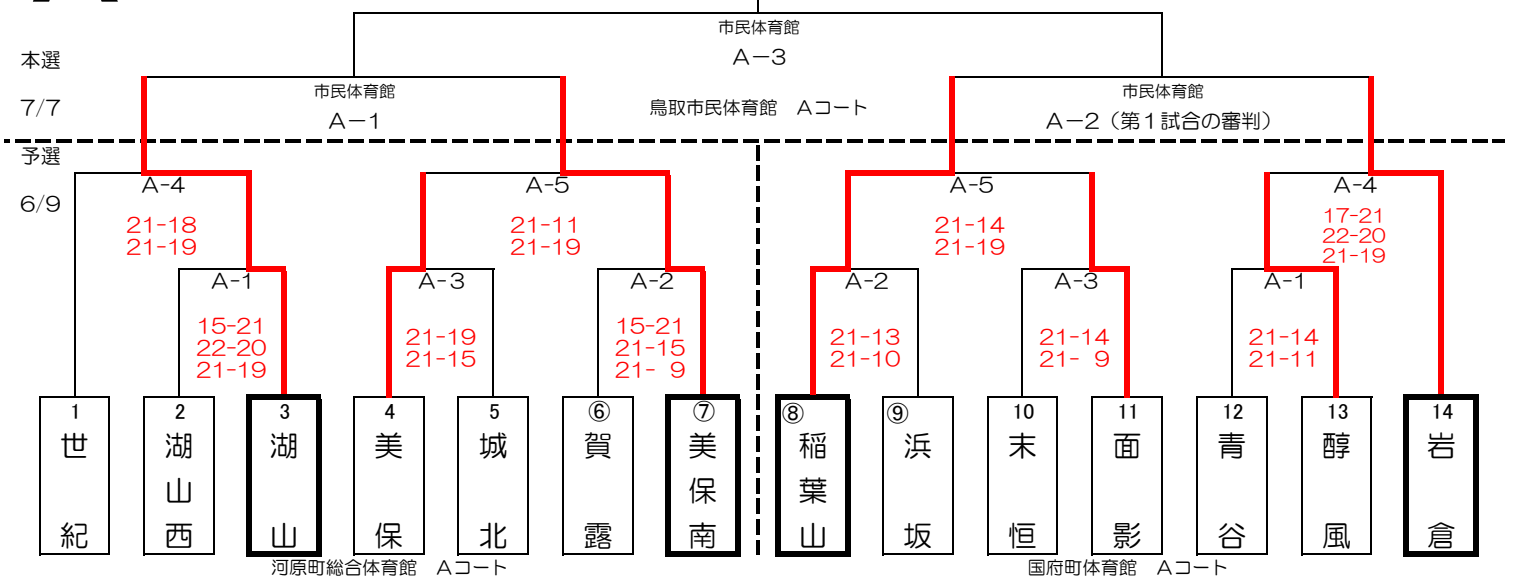 市民体育館
A-3
本選
7/7
市民体育館
A-1
鳥取市民体育館 Aコート
市民体育館
A-2 (第1試合の審判)
予選
6/9
A-4
21-18
21-19
A-5
21-11
21-19
A-5
21-14
21-19
A-4
17-21
22-20
21-19
A-1
15-21
22-20
21-19
A-3
21-19
21-15
A-2
15-21
21-15
21- 9
A-2
21-13
21-10
A-3
21-14
21- 9
A-1
21-14
21-11
1
世紀
2
湖山西
3
湖山
4
美保
5
城北
⑥
賀露
⑦
美保南
⑧
稲葉山
⑨
浜坂
10
末恒
11
面影
12
青谷
13
醇風
14
岩倉
河原町総合体育館 Aコート
国府町体育館 Aコート